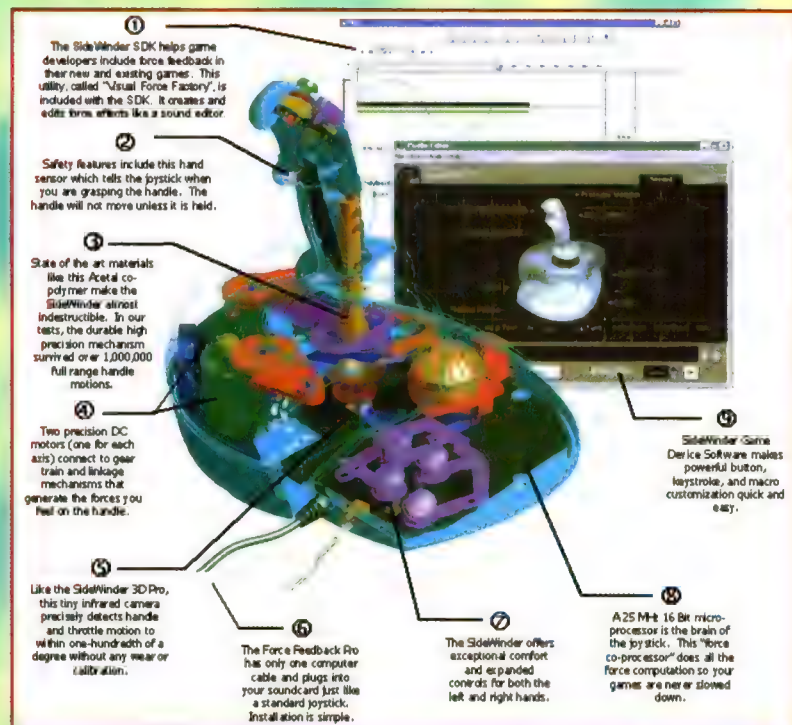 ①
The SideWinder SDK helps game
developers include force feedback in
their new and existing games. This
utility, called "Visual Force Factory", is
included with the SDK. It creates and
edits force effects like a sound editor.
②
Safety features include this hand
sensor which tells the joystick when
you are grasping the handle. The
handle will not move unless it is held.
③
State of the art materials
like this Acetal co-
polymer make the
SideWinder almost
indestructible. In our
tests, the durable high
precision mechanism
survived over 1,000,000
full range handle
motions.
④
Two precision DC
motors (one for each
axis) connect to gear
train and linkage
mechanisms that
generate the forces you
feel on the handle.
⑤
Like the SideWinder 3D Pro,
this tiny infrared camera
precisely detects handle
and throttle motion to
within one-hundredth of a
degree without any wear or
calibration.
⑥
The Force Feedback Pro
has only one computer
cable and plugs into
your soundcard just like
a standard joystick.
Installation is simple.
⑦
The SideWinder offers
exceptional comfort
and expanded
controls for both the
left and right hands.
⑧
A 25 MHz 16 Bit micro-
processor is the brain of
the joystick. This "force
co-processor" does all the
force computation so your
games are never slowed
down.
⑨
SideWinder Game
Device Software makes
powerful button,
keystroke, and macro
customization quick and
easy.